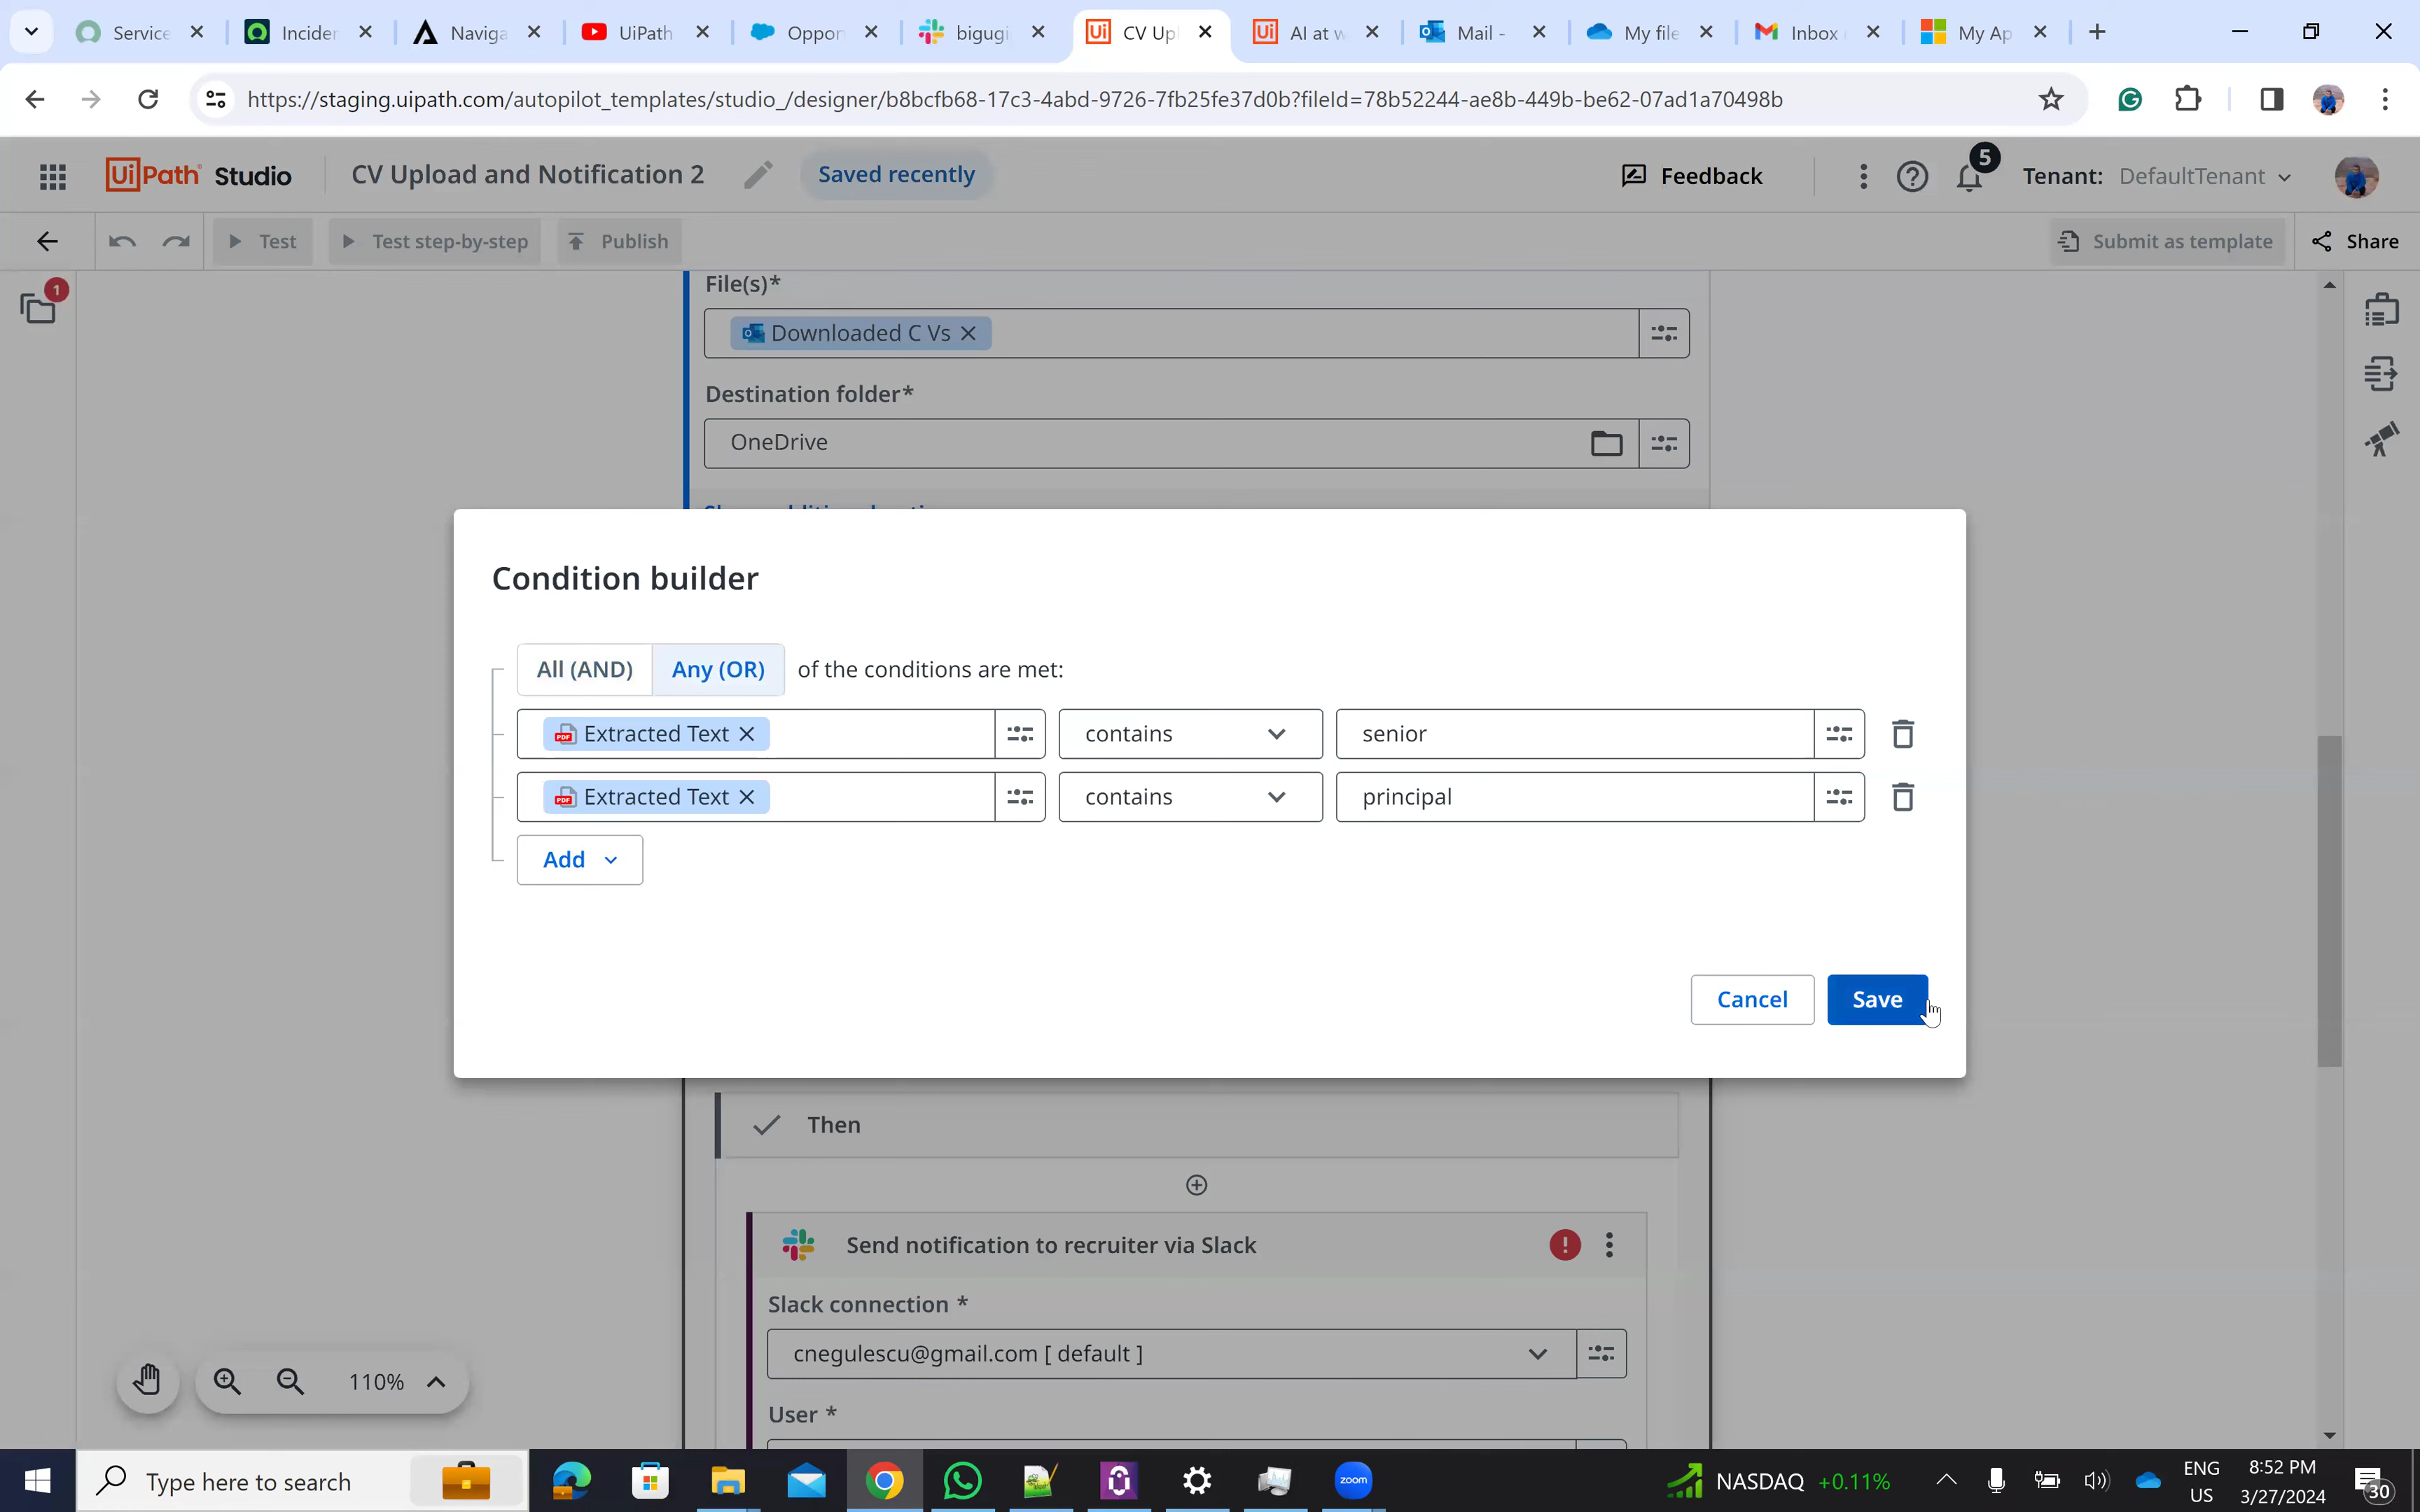 Service
Inciden
Naviga
UiPath
Oppor
bigugi
CV Up
AI at w
Mail -
My file
Inbox
My Ap
https://staging.uipath.com/autopilot_templates/studio_/designer/b8bcfb68-17c3-4abd-9726-7fb25fe37d0b?fileId=78b52244-ae8b-449b-be62-07ad1a70498b
UiPath Studio
CV Upload and Notification 2
Saved recently
Feedback
5
Tenant: DefaultTenant
Test
Test step-by-step
Publish
Submit as template
Share
1
File(s)*
Downloaded C Vs
Destination folder*
OneDrive
Condition builder
All (AND) Any (OR) of the conditions are met:
Extracted Text contains senior
Extracted Text contains principal
Add
Cancel Save
Then
Send notification to recruiter via Slack
Slack connection *
cnegulescu@gmail.com [ default ]
User *
110%
Type here to search
zoom
NASDAQ +0.11%
ENG
US
8:52 PM
3/27/2024
30